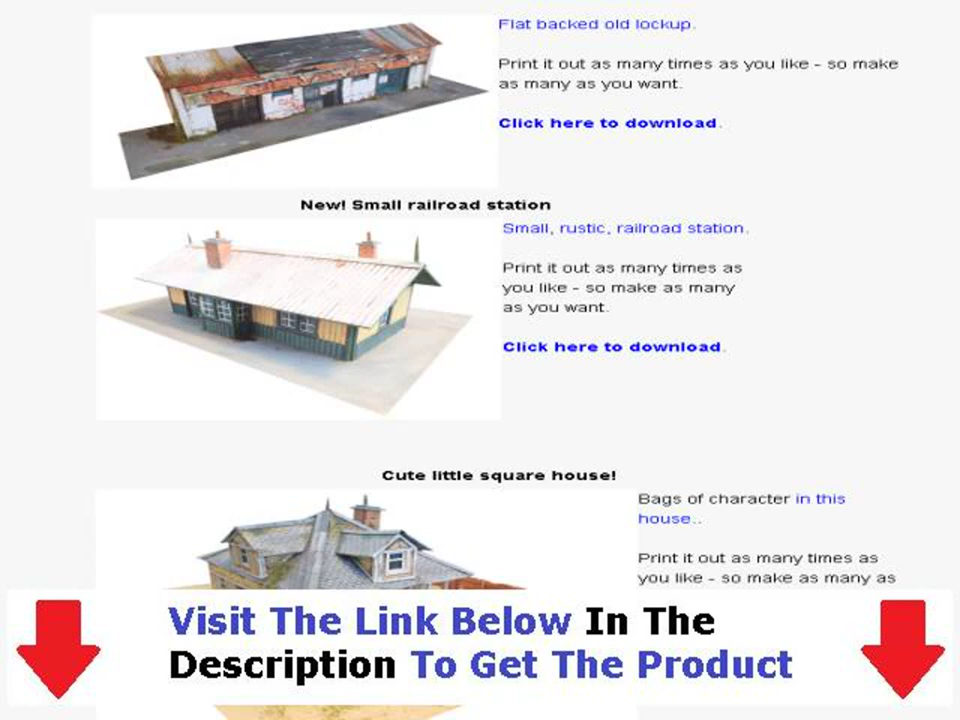 Flat backed old lockup.
Print it out as many times as you like - so make
as many as you want.
Click here to download.
New! Small railroad station
Small, rustic, railroad station.
Print it out as many times as
you like - so make as many
as you want.
Click here to download.
Cute little square house!
Bags of character in this
house..
Print it out as many times as
you like - so make as many as
Visit The Link Below In The
Description To Get The Product